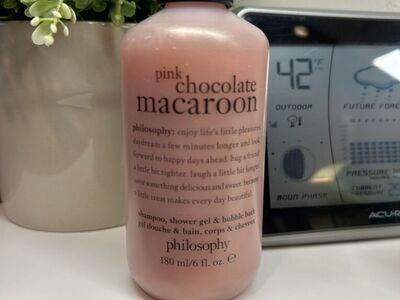 pink
chocolate
macaroon
philosophy: enjoy life's little pleasures,
daydream a few minutes longer and look
forward to happy days ahead. hug a friend
a little bit tighter. laugh a little bit longer.
wear something delicious and sweet. because
a little treat makes every day beautiful.
shampoo, shower gel & bubble bath
gel douche & bain, corps & cheveux
philosophy
180 ml/6 fl. oz. e
42°F
OUTDOOR
FUTURE FORE
PRESSURE
HOURS
CURRENT
PRESSURE
MOON PHASE
ACUR